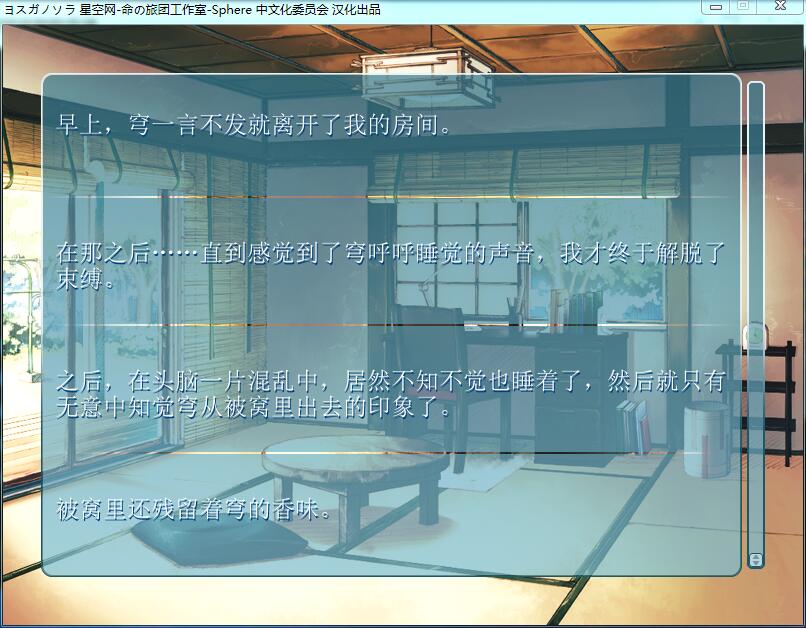 ヨスガノソラ 星空网-命の旅团工作室-Sphere 中文化委员会 汉化出品
早上，穹一言不发就离开了我的房间。
在那之后……直到感觉到了穹呼呼睡觉的声音，我才终于解脱了
束缚。
之后，在头脑一片混乱中，居然不知不觉也睡着了，然后就只有
无意中知觉穹从被窝里出去的印象了。
被窝里还残留着穹的香味。